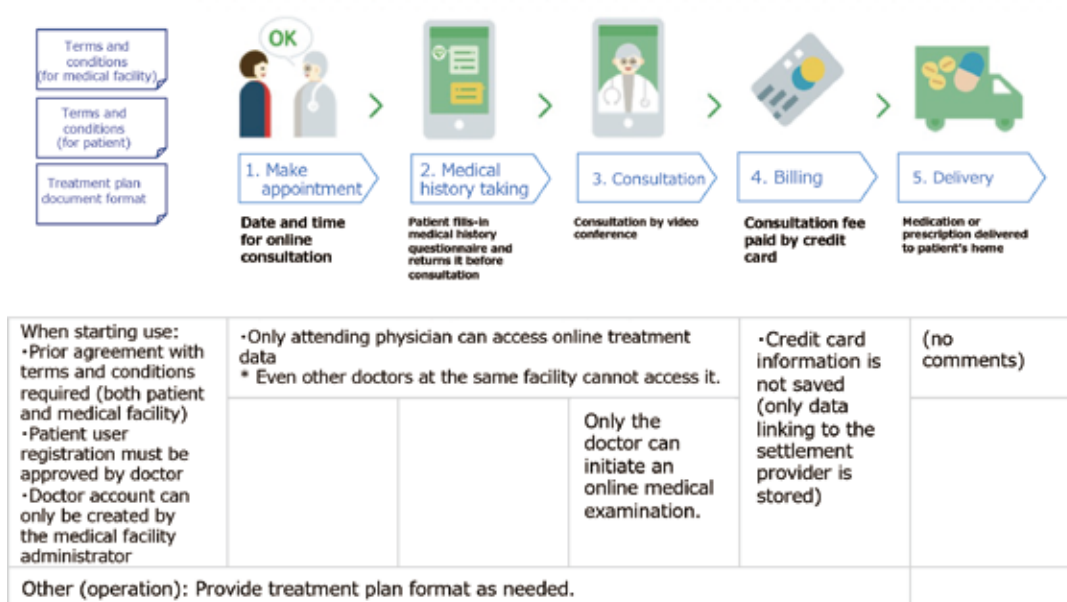 Terms and
conditions
(for medical facility)
Terms and
conditions
(for patient)
Treatment plan
document format
OK
1. Make
appointment
2. Medical
history taking
3. Consultation
4. Billing
5. Delivery
Date and time
for online
consultation
Patient fills-in
medical history
questionnaire and
returns it before
consultation
Consultation by video
conference
Consultation fee
paid by credit
card
Medication or
prescription delivered
to patient's home
When starting use:
・Prior agreement with
terms and conditions
required (both patient
and medical facility)
・Patient user
registration must be
approved by doctor
・Doctor account can
only be created by
the medical facility
administrator
・Only attending physician can access online treatment
data
* Even other doctors at the same facility cannot access it.
Only the
doctor can
initiate an
online medical
examination.
・Credit card
information is
not saved
(only data
linking to the
settlement
provider is
stored)
(no
comments)
Other (operation): Provide treatment plan format as needed.